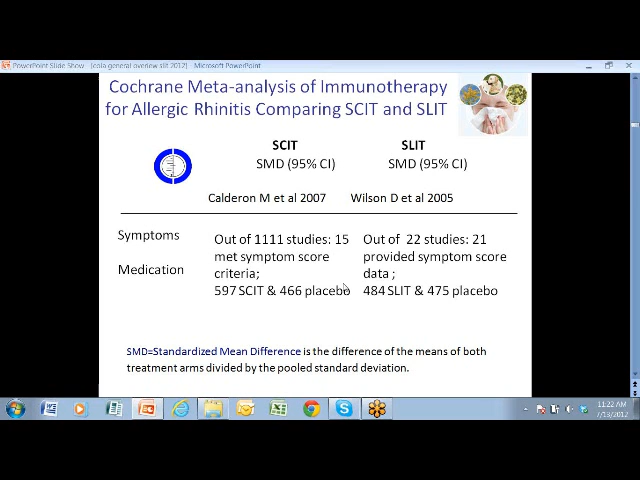 PowerPoint Slide Show - (cola general overiew slit 2012) - Microsoft PowerPoint
Cochrane Meta-analysis of Immunotherapy
for Allergic Rhinitis Comparing SCIT and SLIT
SCIT SLIT
SMD (95% CI) SMD (95% CI)
Calderon M et al 2007 Wilson D et al 2005
Symptoms
Medication
Out of 1111 studies: 15
met symptom score
criteria;
597 SCIT & 466 placebo
Out of 22 studies: 21
provided symptom score
data ;
484 SLIT & 475 placebo
SMD=Standardized Mean Difference is the difference of the means of both
treatment arms divided by the pooled standard deviation.
11:22 AM
7/13/2012